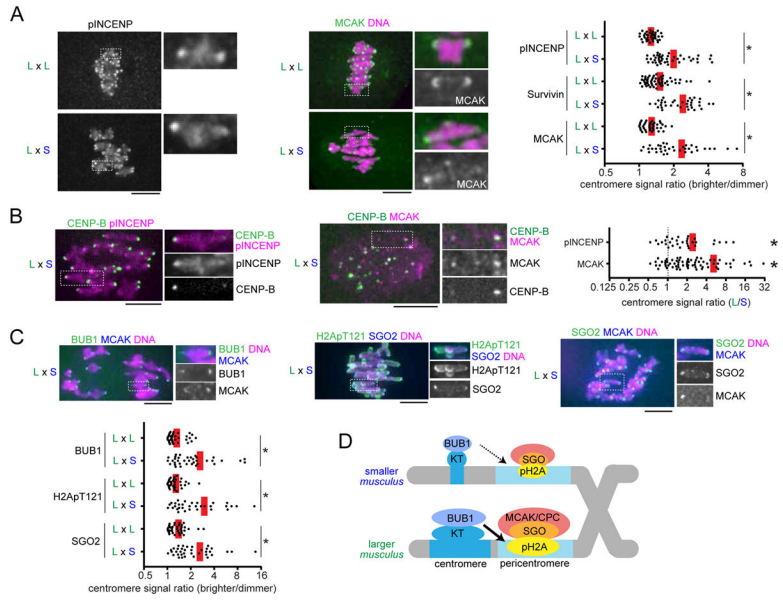 A
pINCENP
L x L
L x S
MCAK DNA
L x L
MCAK
L x S
MCAK
pINCENP
L x L
L x S
*
Survivin
L x L
L x S
*
MCAK
L x L
L x S
*
0.5 1 2 4 8
centromere signal ratio (brighter/dimmer)
B
CENP-B pINCENP
L x S
CENP-B
pINCENP
pINCENP
CENP-B
CENP-B MCAK
L x S
CENP-B
MCAK
MCAK
CENP-B
pINCENP
*
MCAK
*
0.125 0.25 0.5 1 2 4 8 16 32
centromere signal ratio (L/S)
C
BUB1 MCAK DNA
L x S
BUB1 DNA
MCAK
BUB1
MCAK
H2ApT121 SGO2 DNA
L x S
H2ApT121
SGO2 DNA
H2ApT121
SGO2
SGO2 MCAK DNA
L x S
SGO2 DNA
MCAK
SGO2
MCAK
BUB1
L x L
L x S
*
H2ApT121
L x L
L x S
*
SGO2
L x L
L x S
*
0.5 1 2 4 8 16
centromere signal ratio (brighter/dimmer)
D
smaller
musculus
BUB1
KT
SGO
pH2A
larger
musculus
BUB1
KT
MCAK/CPC
SGO
pH2A
centromere pericentromere